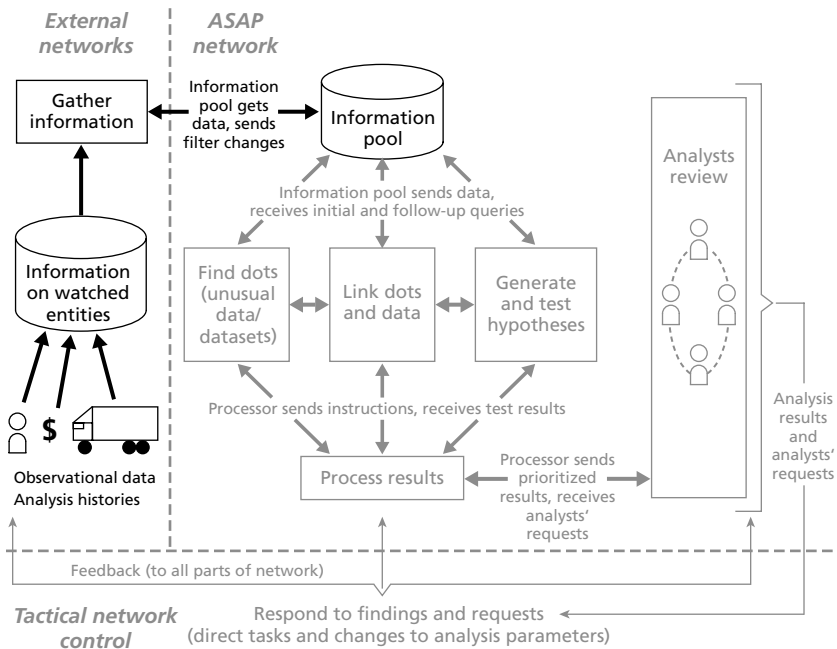 External
networks
ASAP
network
Gather
information
Information
pool gets
data, sends
filter changes
Information
pool
Analysts
review
Information pool sends data,
receives initial and follow-up queries
Information
on watched
entities
Find dots
(unusual
data/
datasets)
Link dots
and data
Generate
and test
hypotheses
Analysis
results
and
analysts’
requests
Processor sends instructions, receives test results
$
Observational data
Analysis histories
Process results
Processor sends
prioritized
results, receives
analysts’
requests
Feedback (to all parts of network)
Tactical network
control
Respond to findings and requests
(direct tasks and changes to analysis parameters)